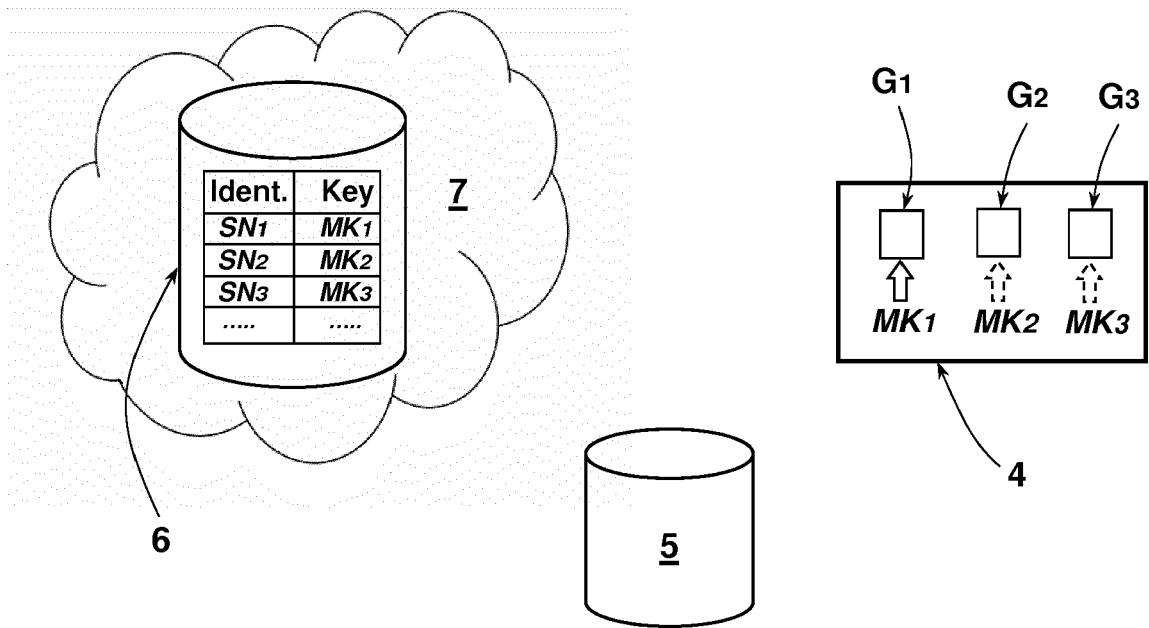 G1
G2
G3
Ident. Key
SN1 MK1
SN2 MK2
SN3 MK3
..... .....
7
MK1 MK2 MK3
4
6
5